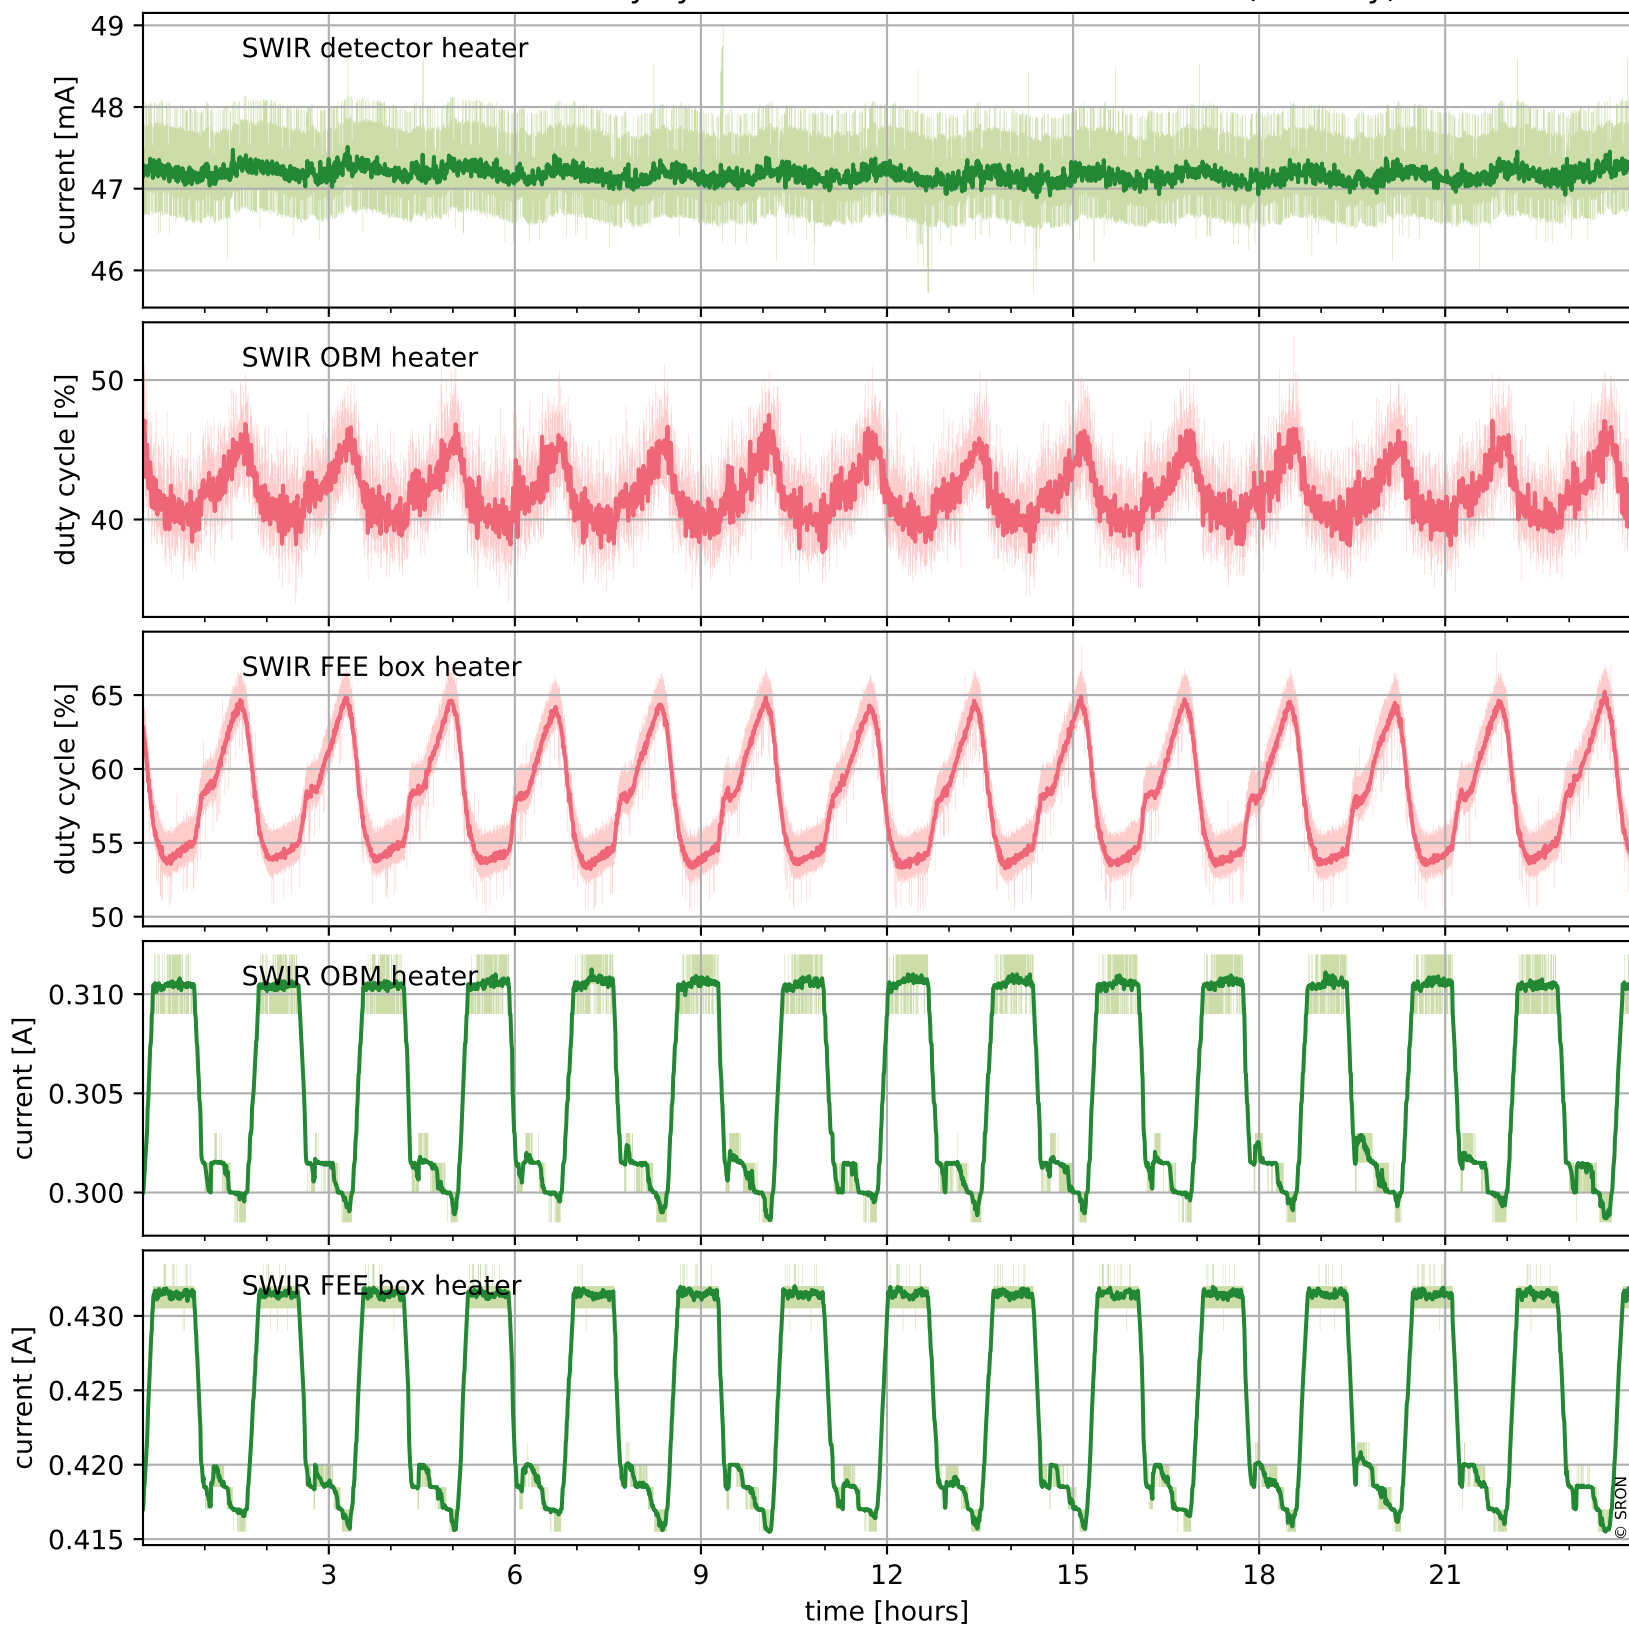 49
SWIR detector heater
48
47
46
current [mA]
SWIR OBM heater
50
40
duty cycle [%]
SWIR FEE box heater
65
60
55
50
duty cycle [%]
SWIR OBM heater
0.310
0.305
0.300
current [A]
SWIR FEE box heater
0.430
0.425
0.420
0.415
current [A]
© SRON
3 6 9 12 15 18 21
time [hours]